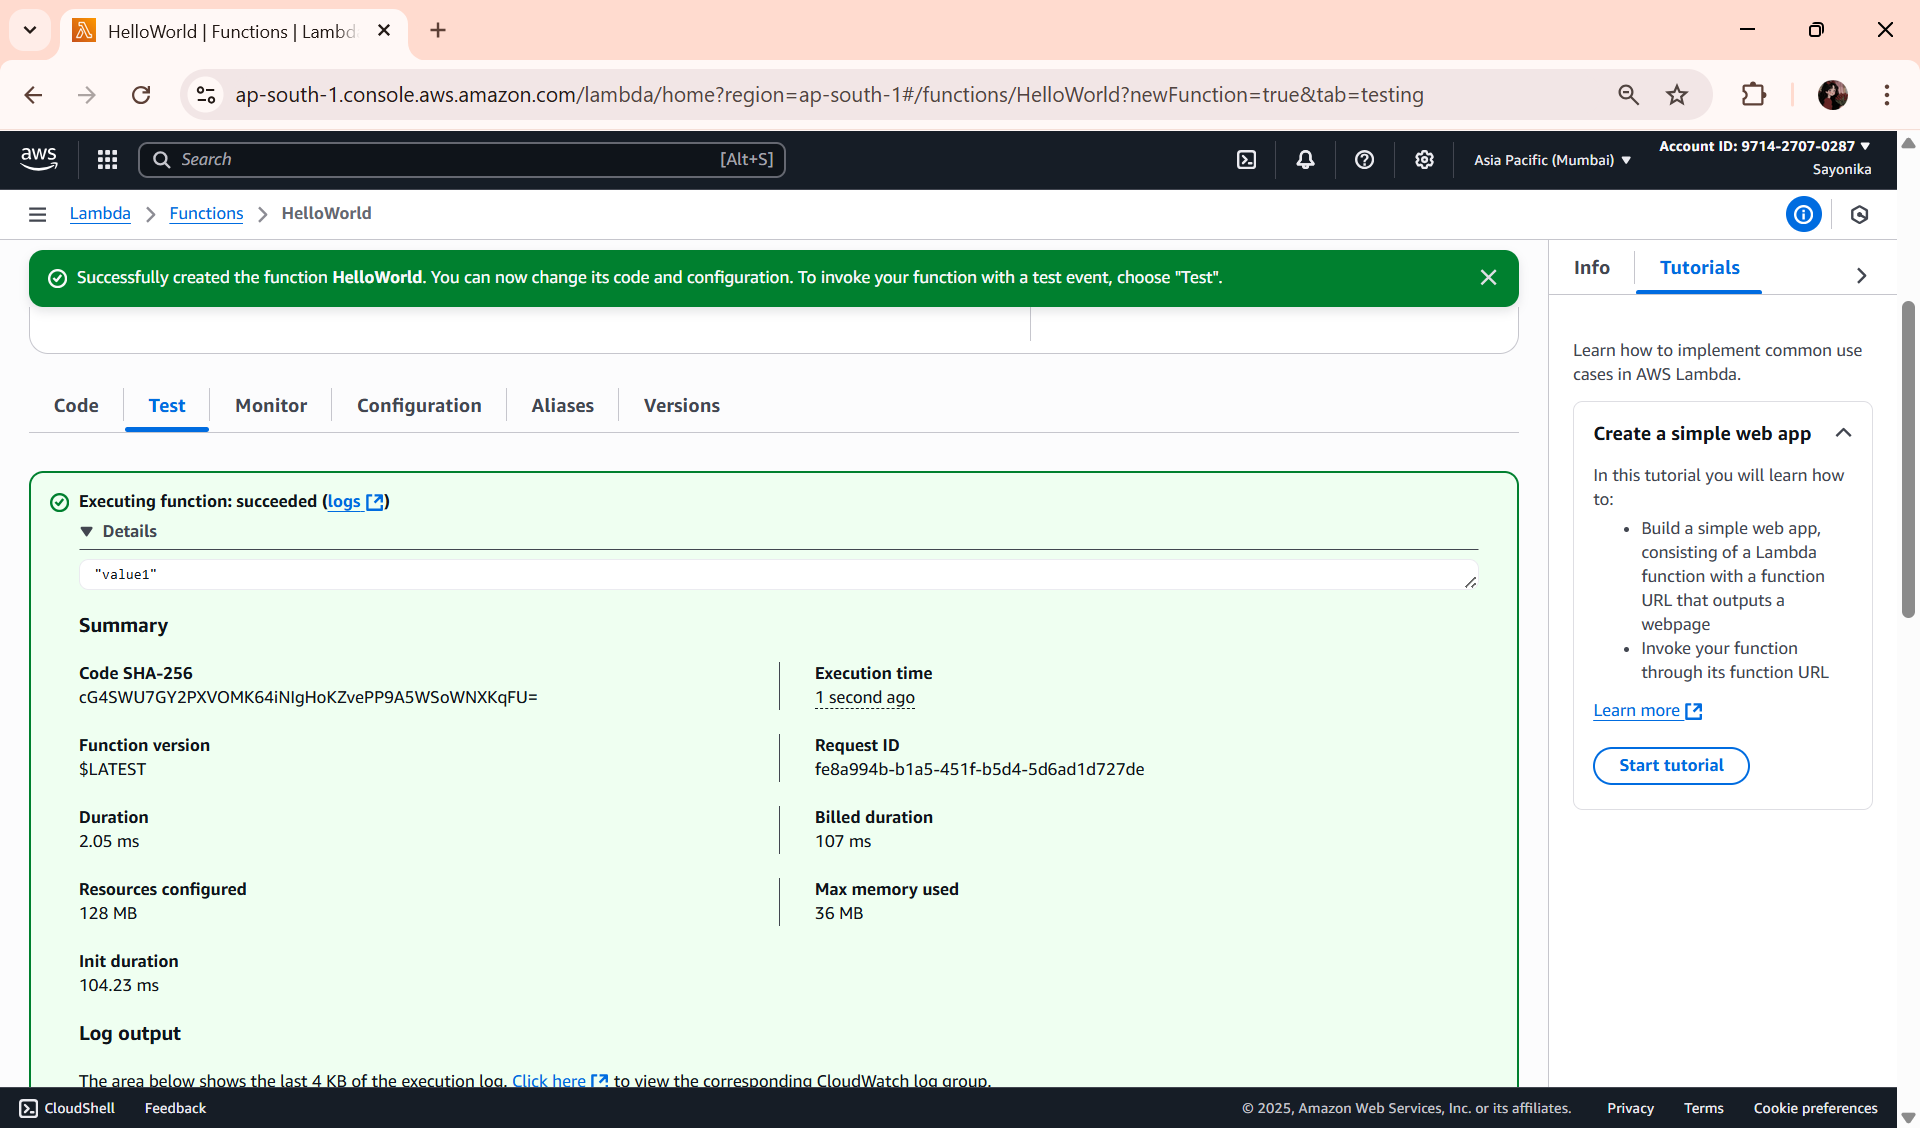 HelloWorld | Functions | Lambd
ap-south-1.console.aws.amazon.com/lambda/home?region=ap-south-1#/functions/HelloWorld?newFunction=true&tab=testing
aws
Search [Alt+S]
Asia Pacific (Mumbai)
Account ID: 9714-2707-0287
Sayonika
Lambda
Functions
HelloWorld
Successfully created the function HelloWorld. You can now change its code and configuration. To invoke your function with a test event, choose "Test".
Code
Test
Monitor
Configuration
Aliases
Versions
Executing function: succeeded (logs)
Details
"value1"
Summary
Code SHA-256
cG4SWU7GY2PXVOMK64iNIgHoKZvePP9A5WSoWNXKqFU=
Execution time
1 second ago
Function version
$LATEST
Request ID
fe8a994b-b1a5-451f-b5d4-5d6ad1d727de
Duration
2.05 ms
Billed duration
107 ms
Resources configured
128 MB
Max memory used
36 MB
Init duration
104.23 ms
Log output
The area below shows the last 4 KB of the execution log. Click here to view the corresponding CloudWatch log group.
Info
Tutorials
Learn how to implement common use
cases in AWS Lambda.
Create a simple web app
In this tutorial you will learn how
to:
• Build a simple web app,
consisting of a Lambda
function with a function
URL that outputs a
webpage
• Invoke your function
through its function URL
Learn more
Start tutorial
CloudShell
Feedback
© 2025, Amazon Web Services, Inc. or its affiliates.
Privacy
Terms
Cookie preferences